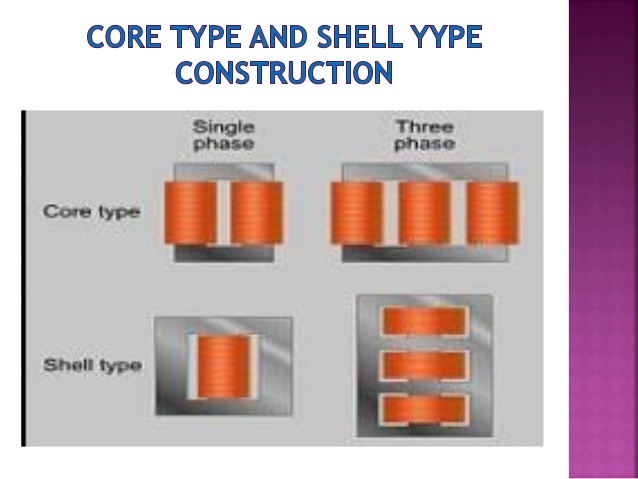 CORE TYPE AND SHELL YYPE
CONSTRUCTION
Single
phase
Three
phase
Core type
Shell type